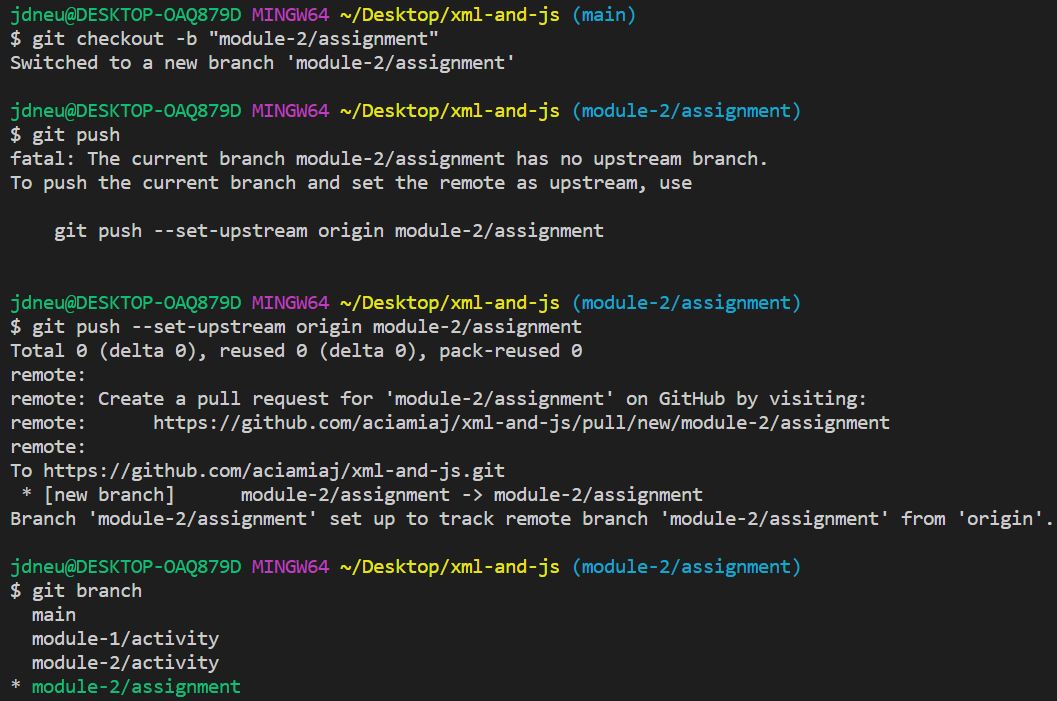 jdneu@DESKTOP-OAQ879D MINGW64 ~/Desktop/xml-and-js (main)
$ git checkout -b "module-2/assignment"
Switched to a new branch 'module-2/assignment'

jdneu@DESKTOP-OAQ879D MINGW64 ~/Desktop/xml-and-js (module-2/assignment)
$ git push
fatal: The current branch module-2/assignment has no upstream branch.
To push the current branch and set the remote as upstream, use

    git push --set-upstream origin module-2/assignment


jdneu@DESKTOP-OAQ879D MINGW64 ~/Desktop/xml-and-js (module-2/assignment)
$ git push --set-upstream origin module-2/assignment
Total 0 (delta 0), reused 0 (delta 0), pack-reused 0
remote:
remote: Create a pull request for 'module-2/assignment' on GitHub by visiting:
remote:      https://github.com/aciamiaj/xml-and-js/pull/new/module-2/assignment
remote:
To https://github.com/aciamiaj/xml-and-js.git
 * [new branch]      module-2/assignment -> module-2/assignment
Branch 'module-2/assignment' set up to track remote branch 'module-2/assignment' from 'origin'.

jdneu@DESKTOP-OAQ879D MINGW64 ~/Desktop/xml-and-js (module-2/assignment)
$ git branch
  main
  module-1/activity
  module-2/activity
* module-2/assignment